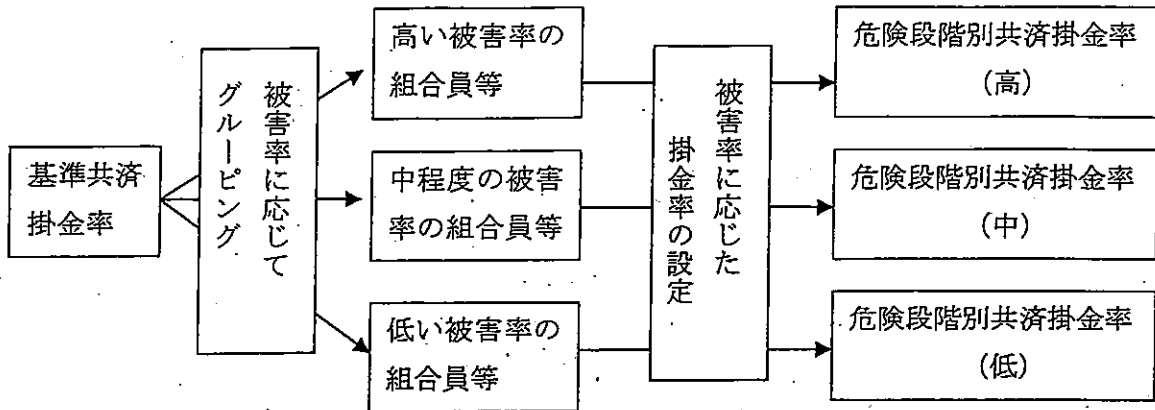 基準共済
掛金率
被害率に応じて
グルーピング
高い被害率の
組合員等
中程度の被害
率の組合員等
低い被害率の
組合員等
被害率に応じた
掛金率の設定
危険段階別共済掛金率
(高)
危険段階別共済掛金率
(中)
危険段階別共済掛金率
(低)